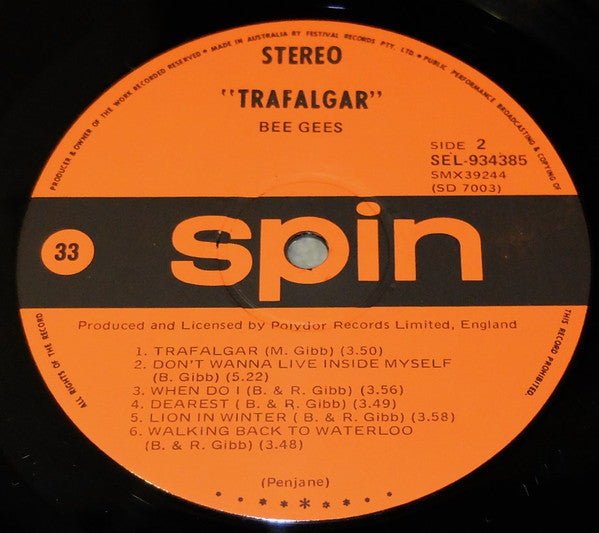 PRODUCER & OWNER OF THE WORK RECORDED RESERVED • MADE IN AUSTRALIA BY FESTIVAL RECORDS PTY. LTD. • PUBLIC PERFORMANCE BROADCASTING & COPYING OF
STEREO
"TRAFALGAR"
BEE GEES
SIDE 2
SEL-934385
SMX39244
(SD 7003)
33
spin
Produced and Licensed by Polydor Records Limited, England
1. TRAFALGAR (M. Gibb) (3.50)
2. DON'T WANNA LIVE INSIDE MYSELF
(B. Gibb) (5.22)
3. WHEN DO I (B. & R. Gibb) (3.56)
4. DEAREST ( B. & R. Gibb) (3.49)
5. LION IN WINTER ( B. & R. Gibb) (3.58)
6. WALKING BACK TO WATERLOO
(B. & R. Gibb) (3.48)
(Penjane)
ALL RIGHTS OF THE RECORD
THIS RECORD PROHIBITED.